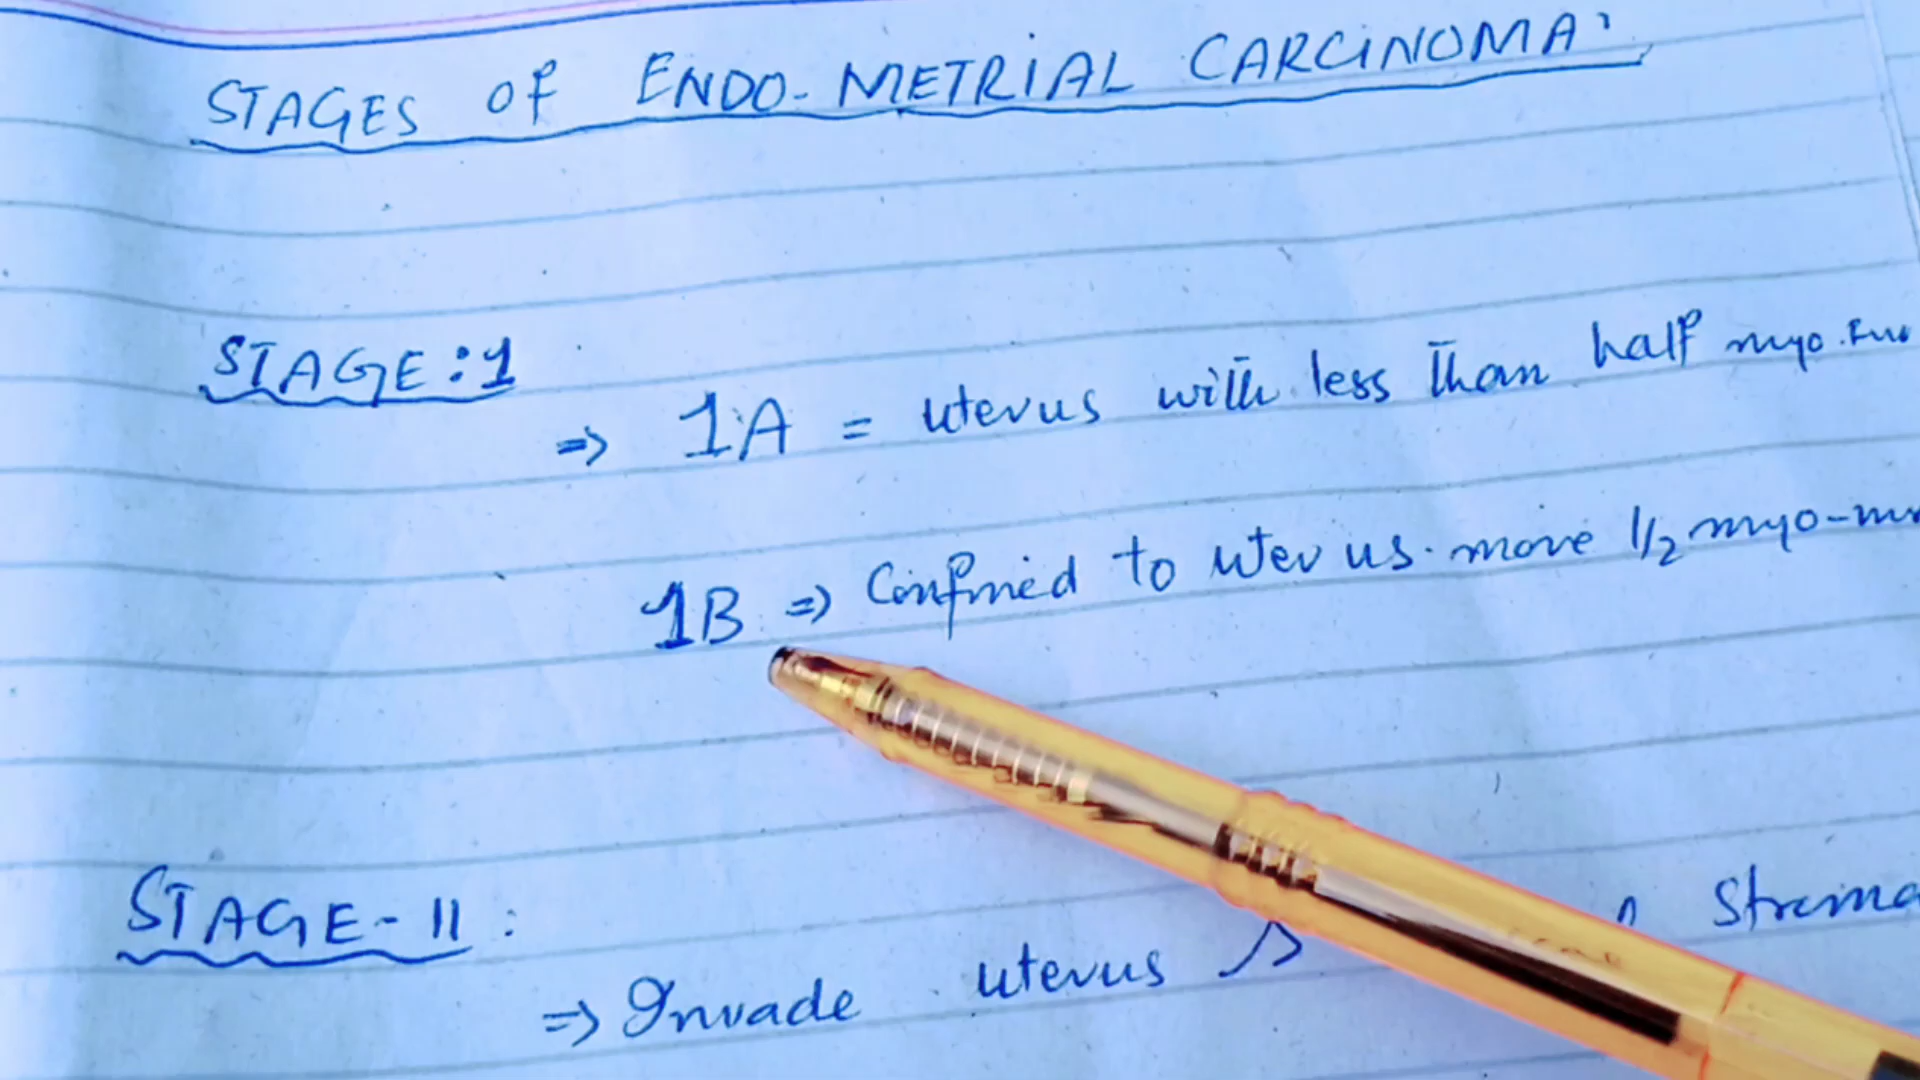 STAGES OF ENDO-METRIAL CARCINOMA:
STAGE:1
⇒ 1A = uterus with less than half myo.
1B ⇒ Confined to uterus. more 1/2 myo-
STAGE-II:
⇒ Invade uterus